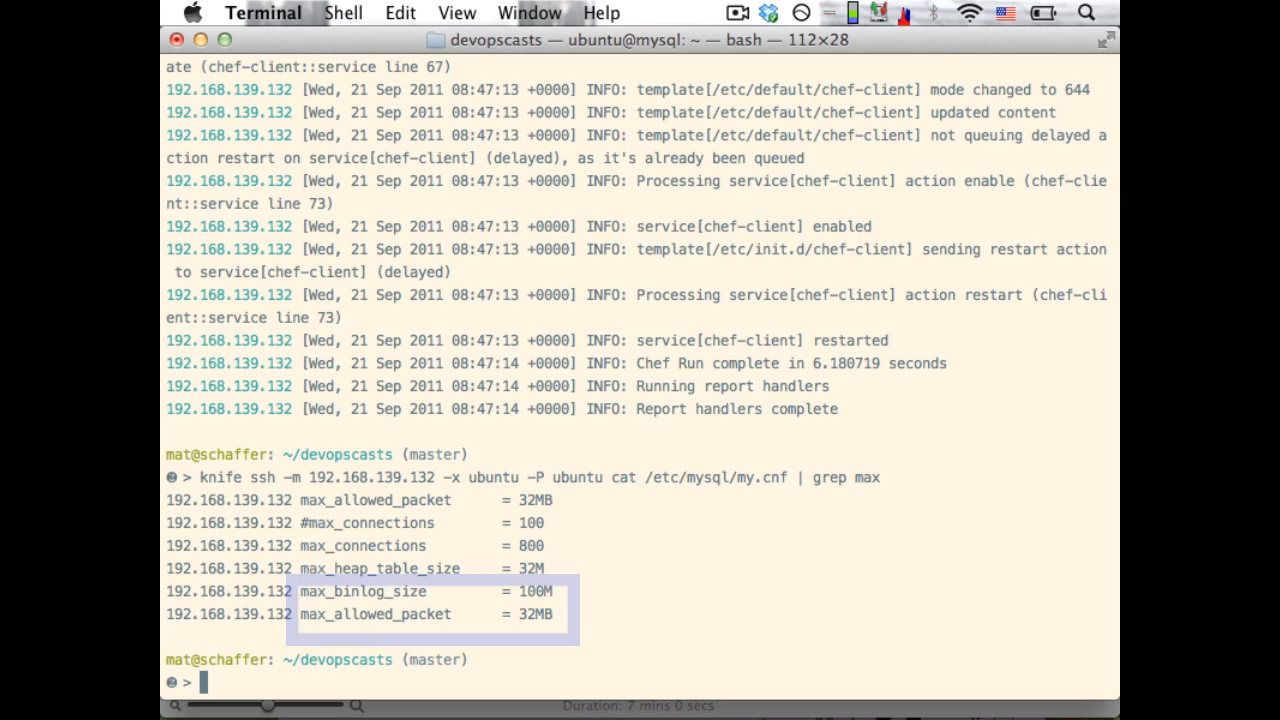 Terminal Shell Edit View Window Help
devopscasts — ubuntu@mysql: ~ — bash — 112×28
ate (chef-client::service line 67)
192.168.139.132 [Wed, 21 Sep 2011 08:47:13 +0000] INFO: template[/etc/default/chef-client] mode changed to 644
192.168.139.132 [Wed, 21 Sep 2011 08:47:13 +0000] INFO: template[/etc/default/chef-client] updated content
192.168.139.132 [Wed, 21 Sep 2011 08:47:13 +0000] INFO: template[/etc/default/chef-client] not queuing delayed a
ction restart on service[chef-client] (delayed), as it's already been queued
192.168.139.132 [Wed, 21 Sep 2011 08:47:13 +0000] INFO: Processing service[chef-client] action enable (chef-clie
nt::service line 73)
192.168.139.132 [Wed, 21 Sep 2011 08:47:13 +0000] INFO: service[chef-client] enabled
192.168.139.132 [Wed, 21 Sep 2011 08:47:13 +0000] INFO: template[/etc/init.d/chef-client] sending restart action
 to service[chef-client] (delayed)
192.168.139.132 [Wed, 21 Sep 2011 08:47:13 +0000] INFO: Processing service[chef-client] action restart (chef-cli
ent::service line 73)
192.168.139.132 [Wed, 21 Sep 2011 08:47:13 +0000] INFO: service[chef-client] restarted
192.168.139.132 [Wed, 21 Sep 2011 08:47:14 +0000] INFO: Chef Run complete in 6.180719 seconds
192.168.139.132 [Wed, 21 Sep 2011 08:47:14 +0000] INFO: Running report handlers
192.168.139.132 [Wed, 21 Sep 2011 08:47:14 +0000] INFO: Report handlers complete
mat@schaffer: ~/devopscasts (master)
❷ > knife ssh -m 192.168.139.132 -x ubuntu -P ubuntu cat /etc/mysql/my.cnf | grep max
192.168.139.132 max_allowed_packet      = 32MB
192.168.139.132 #max_connections        = 100
192.168.139.132 max_connections         = 800
192.168.139.132 max_heap_table_size     = 32M
192.168.139.132 max_binlog_size         = 100M
192.168.139.132 max_allowed_packet      = 32MB
mat@schaffer: ~/devopscasts (master)
❷ >
Duration: 7 mins 0 secs